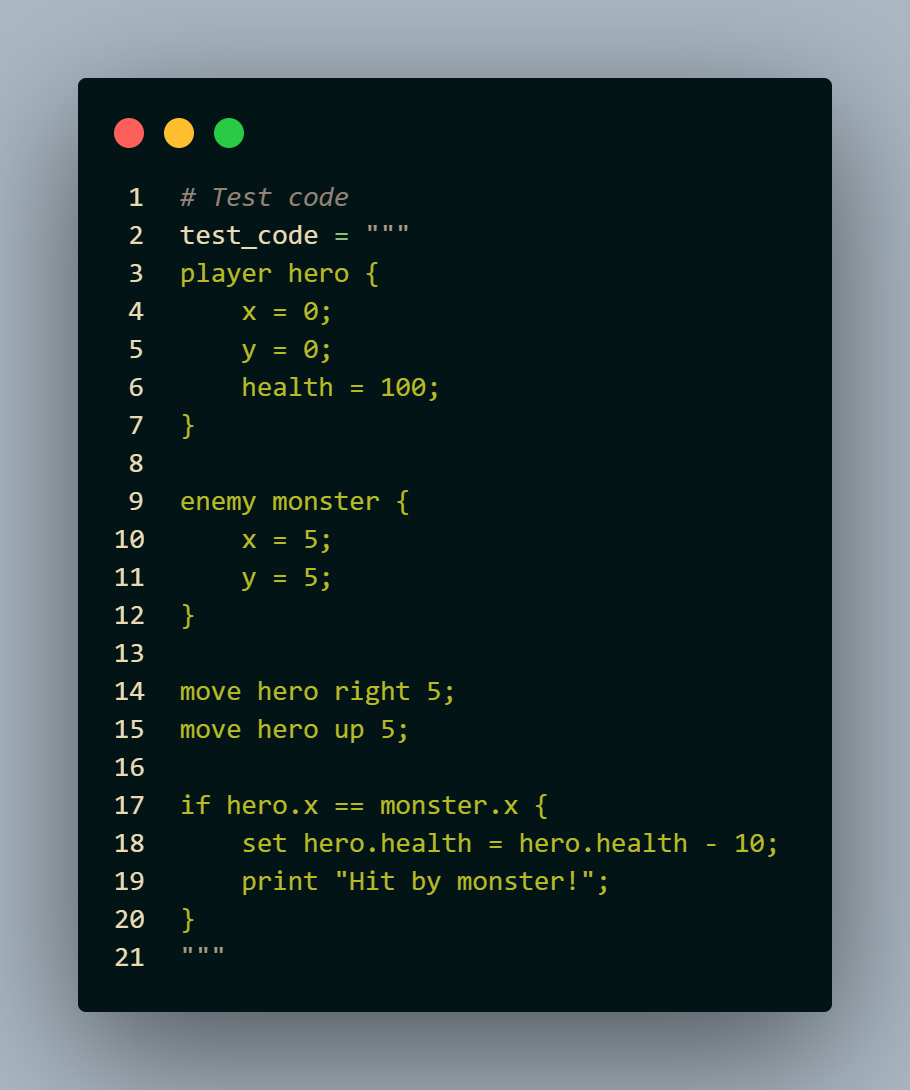 1 # Test code
2 test_code = """
3 player hero {
4     x = 0;
5     y = 0;
6     health = 100;
7 }
8
9 enemy monster {
10     x = 5;
11     y = 5;
12 }
13
14 move hero right 5;
15 move hero up 5;
16
17 if hero.x == monster.x {
18     set hero.health = hero.health - 10;
19     print "Hit by monster!";
20 }
21 """